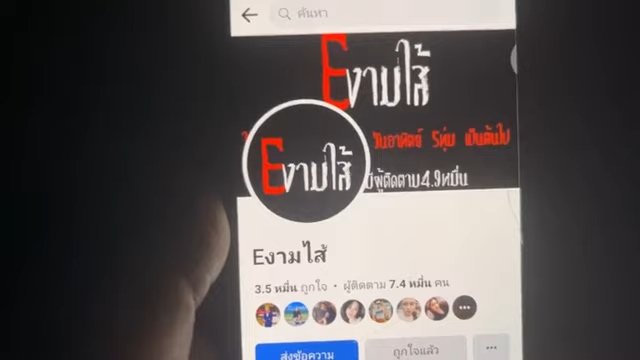 ค้นหา
Eงามไส้
วันอาทิตย์ 5ทุ่ม เป็นต้นไป
Eงามไส้
มีผู้ติดตาม4.9หมื่น
Eงามไส้
3.5 หมื่น ถูกใจ • ผู้ติดตาม 7.4 หมื่น คน
ส่งข้อความ
ถูกใจแล้ว